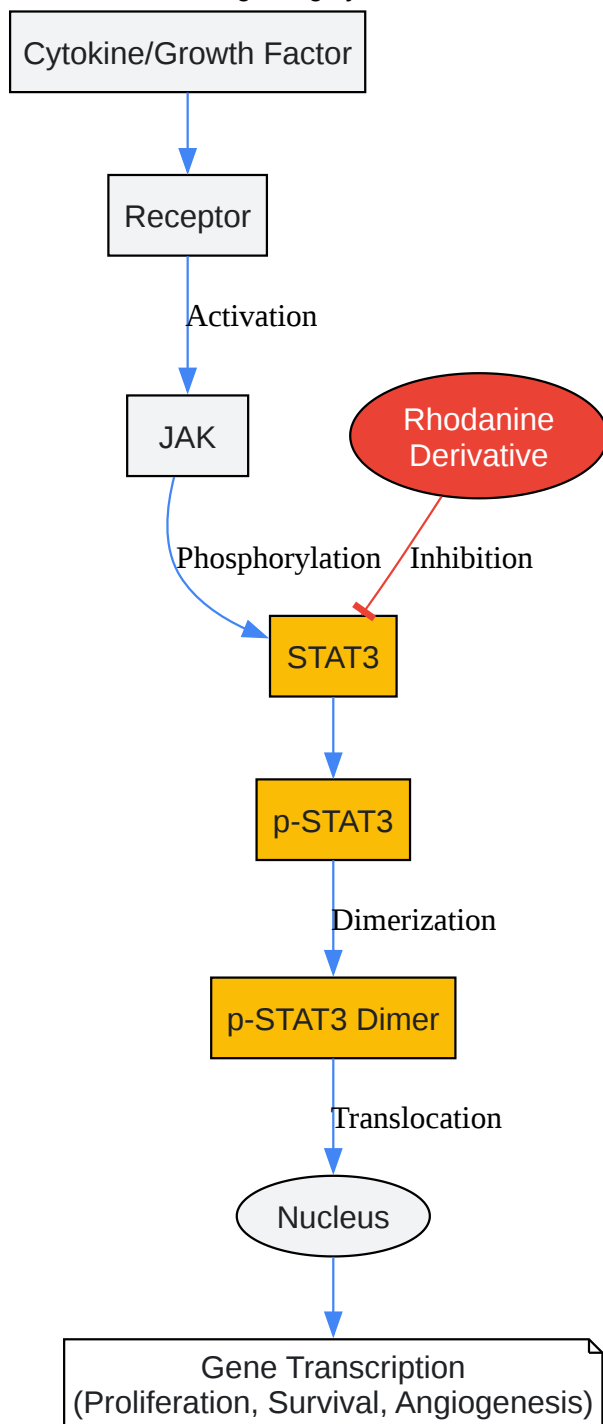 Cytokine/Growth Factor
Receptor
Activation
JAK
Rhodanine
Derivative
Phosphorylation
Inhibition
STAT3
p-STAT3
Dimerization
p-STAT3 Dimer
Translocation
Nucleus
Gene Transcription
(Proliferation, Survival, Angiogenesis)